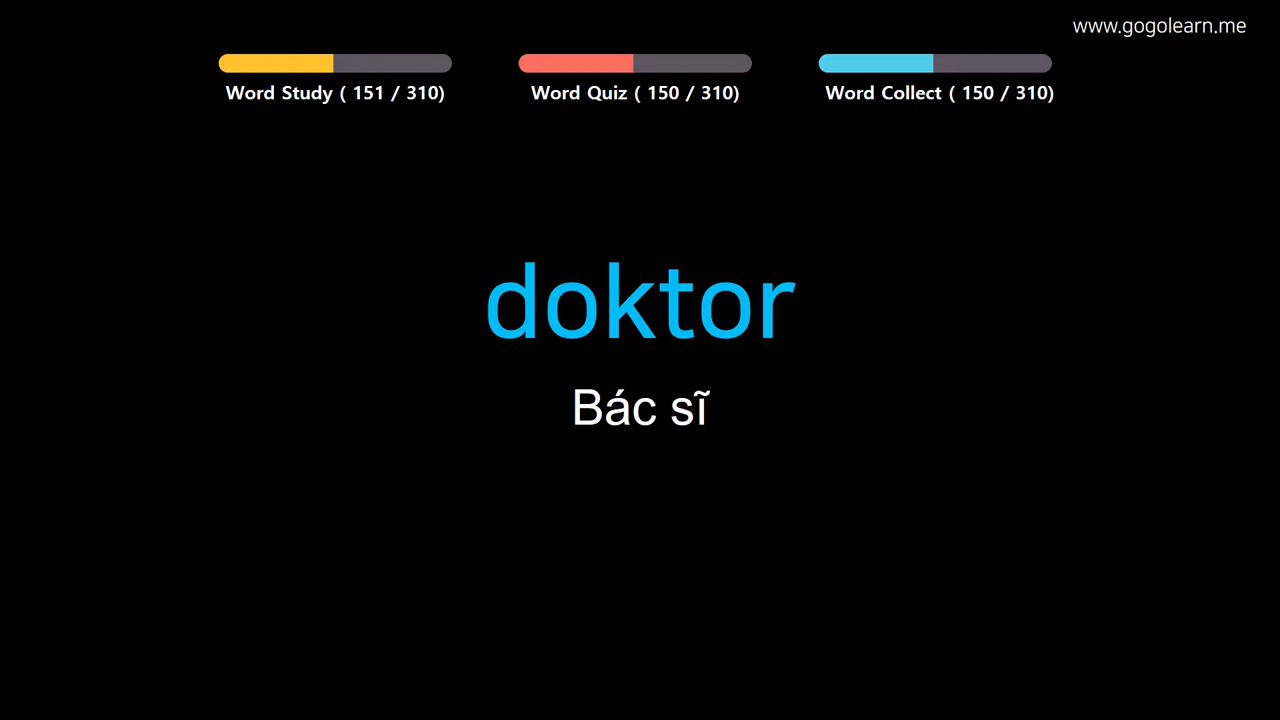 www.gogolearn.me
Word Study ( 151 / 310)
Word Quiz ( 150 / 310)
Word Collect ( 150 / 310)
doktor
Bác sĩ